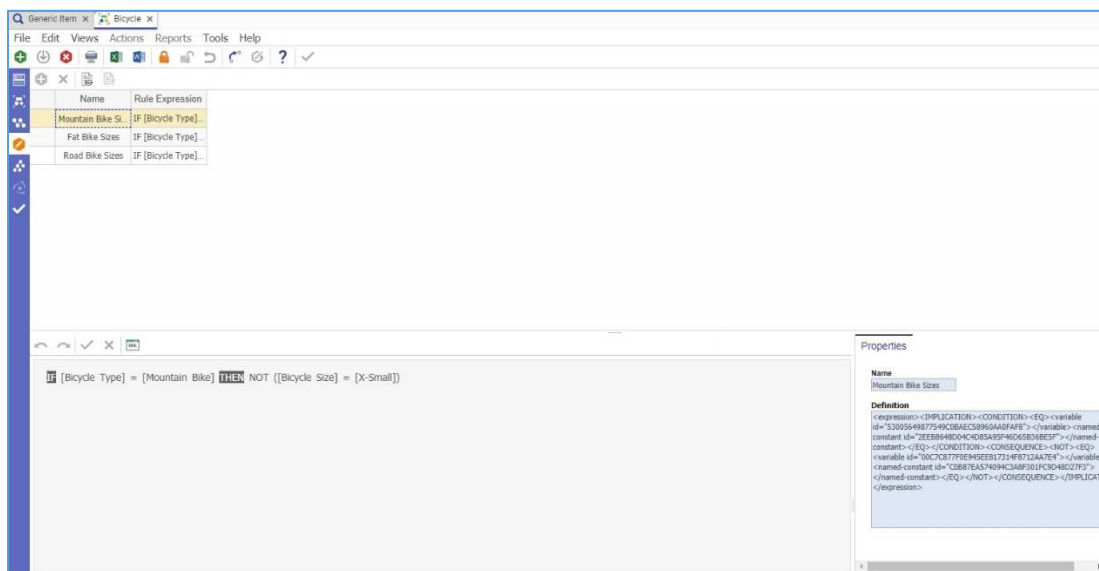 Generic Item × Bicycle ×
File Edit Views Actions Reports Tools Help
Name Rule Expression
Mountain Bike Si... IF [Bicycle Type]...
Fat Bike Sizes IF [Bicycle Type]...
Road Bike Sizes IF [Bicycle Type]...
Properties
IF [Bicycle Type] = [Mountain Bike] THEN NOT ([Bicycle Size] = [X-Small])
Name
Mountain Bike Sizes
Definition
<expression><IMPLICATION><CONDITION><EQ><variable
id="53005649877549C0BAEC58960AA0FAF8"></variable><named
constant id="2EEB8648D04C4D85A95F46D65B36BE5F"></named-
constant></EQ></CONDITION><CONSEQUENCE><NOT><EQ>
<variable id="00C7C877F0E945EEB17314F8712AA7E4"></variable
<named-constant id="C0B87EA574094C3A8F301FC9D48D27F3">
</named-constant></EQ></NOT></CONSEQUENCE></IMPLICAT
</expression>